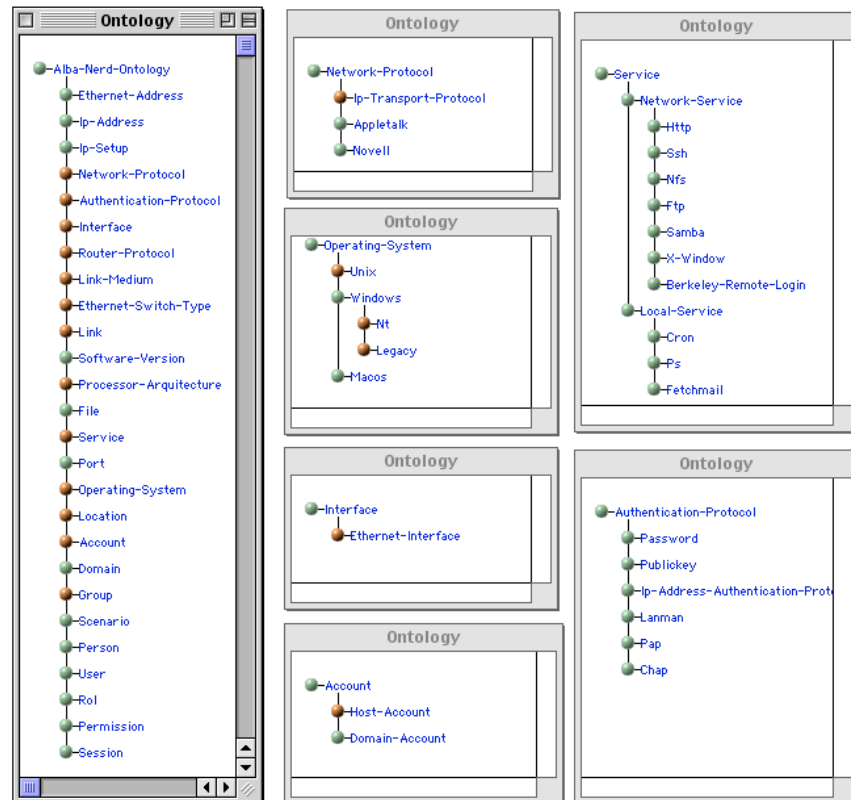 Ontology
Alba-Nerd-Ontology
Ethernet-Address
Ip-Address
Ip-Setup
Network-Protocol
Authentication-Protocol
Interface
Router-Protocol
Link-Medium
Ethernet-Switch-Type
Link
Software-Version
Processor-Arquitecture
File
Service
Port
Operating-System
Location
Account
Domain
Group
Scenario
Person
User
Rol
Permission
Session
Ontology
Network-Protocol
Ip-Transport-Protocol
Appletalk
Novell
Ontology
Operating-System
Unix
Windows
Nt
Legacy
Macos
Ontology
Interface
Ethernet-Interface
Ontology
Account
Host-Account
Domain-Account
Ontology
Service
Network-Service
Http
Ssh
Nfs
Ftp
Samba
X-Window
Berkeley-Remote-Login
Local-Service
Cron
Ps
Fetchmail
Ontology
Authentication-Protocol
Password
Publickey
Ip-Address-Authentication-Prot
Lanman
Pap
Chap